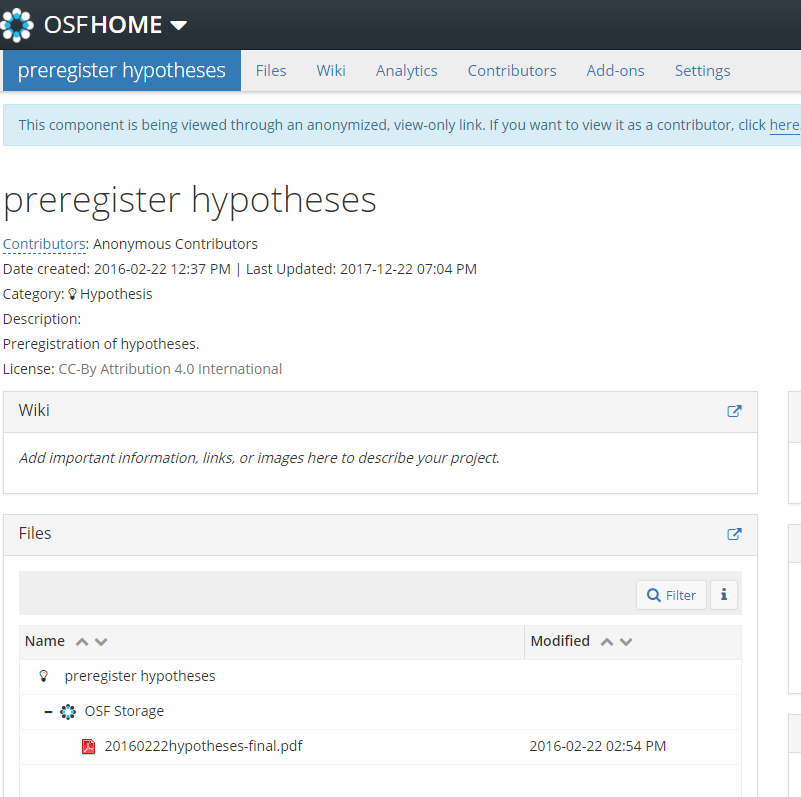 OSFHOME
preregister hypotheses Files Wiki Analytics Contributors Add-ons Settings
This component is being viewed through an anonymized, view-only link. If you want to view it as a contributor, click here
preregister hypotheses
Contributors: Anonymous Contributors
Date created: 2016-02-22 12:37 PM | Last Updated: 2017-12-22 07:04 PM
Category: Hypothesis
Description:
Preregistration of hypotheses.
License: CC-By Attribution 4.0 International
Wiki
Add important information, links, or images here to describe your project.
Files
Filter i
Name Modified
preregister hypotheses
OSF Storage
20160222hypotheses-final.pdf 2016-02-22 02:54 PM